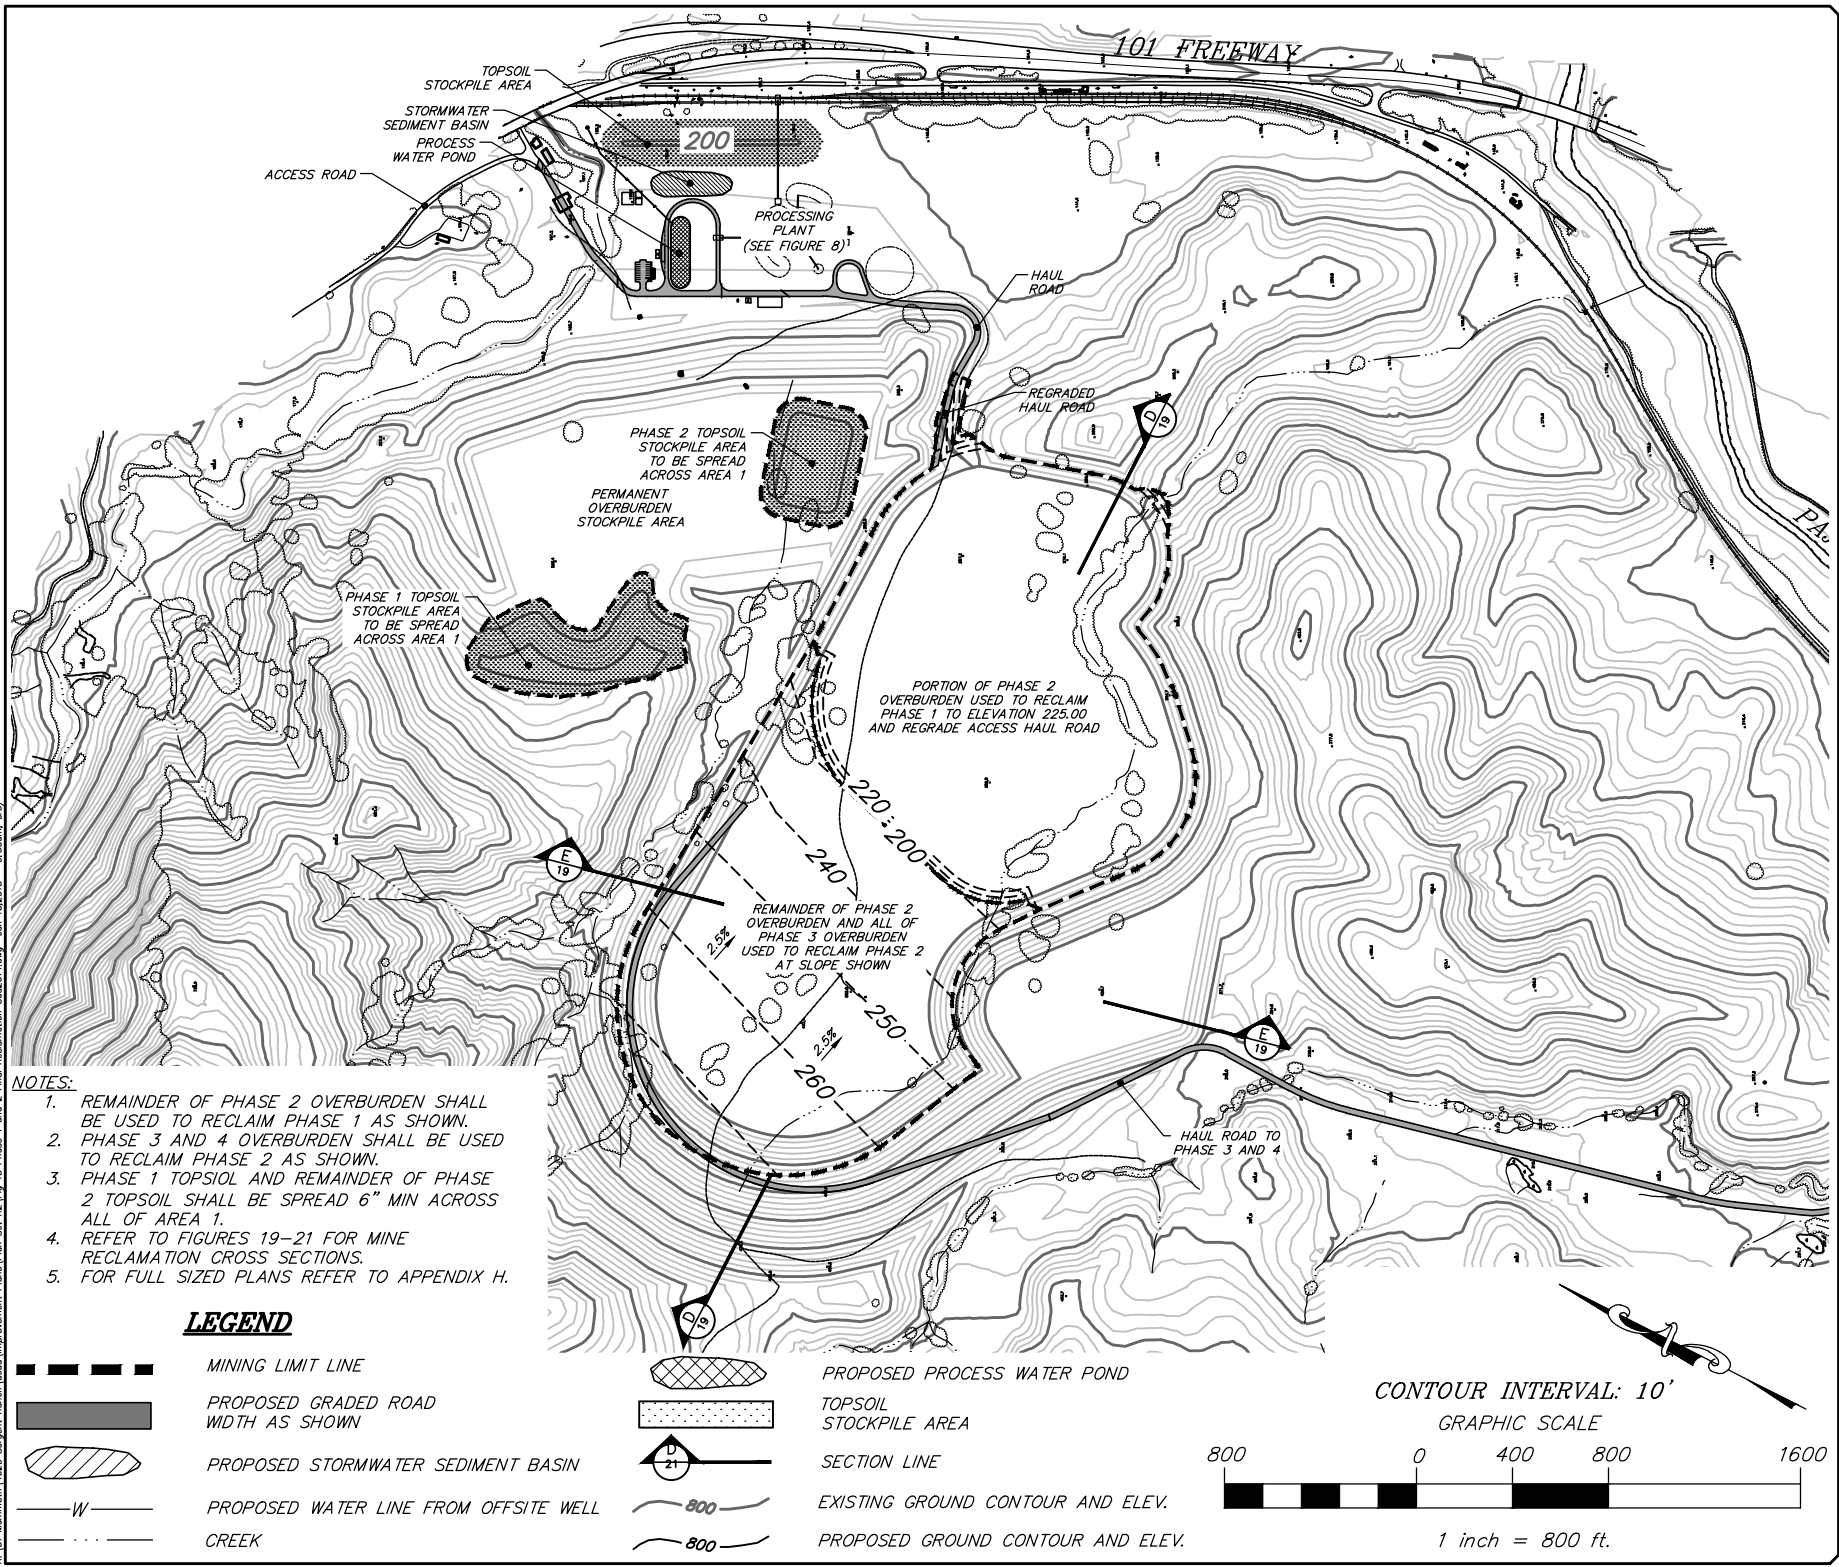 101 FREEWAY
TOPSOIL
STOCKPILE AREA
STORMWATER
SEDIMENT BASIN
PROCESS
WATER POND
ACCESS ROAD
200
PROCESSING
PLANT
(SEE FIGURE 8)
HAUL
ROAD
REGRADED
HAUL ROAD
D
19
PHASE 2 TOPSOIL
STOCKPILE AREA
TO BE SPREAD
ACROSS AREA 1
PERMANENT
OVERBURDEN
STOCKPILE AREA
PA
PHASE 1 TOPSOIL
STOCKPILE AREA
TO BE SPREAD
ACROSS AREA 1
PORTION OF PHASE 2
OVERBURDEN USED TO RECLAIM
PHASE 1 TO ELEVATION 225.00
AND REGRADE ACCESS HAUL ROAD
220
200
240
E
19
REMAINDER OF PHASE 2
OVERBURDEN AND ALL OF
PHASE 3 OVERBURDEN
USED TO RECLAIM PHASE 2
AT SLOPE SHOWN
2.5%
250
2.5%
260
E
19
HAUL ROAD TO
PHASE 3 AND 4
D
19
NOTES:
1. REMAINDER OF PHASE 2 OVERBURDEN SHALL
BE USED TO RECLAIM PHASE 1 AS SHOWN.
2. PHASE 3 AND 4 OVERBURDEN SHALL BE USED
TO RECLAIM PHASE 2 AS SHOWN.
3. PHASE 1 TOPSIOL AND REMAINDER OF PHASE
2 TOPSOIL SHALL BE SPREAD 6" MIN ACROSS
ALL OF AREA 1.
4. REFER TO FIGURES 19-21 FOR MINE
RECLAMATION CROSS SECTIONS.
5. FOR FULL SIZED PLANS REFER TO APPENDIX H.
LEGEND
MINING LIMIT LINE
PROPOSED GRADED ROAD
WIDTH AS SHOWN
PROPOSED STORMWATER SEDIMENT BASIN
W
PROPOSED WATER LINE FROM OFFSITE WELL
CREEK
PROPOSED PROCESS WATER POND
TOPSOIL
STOCKPILE AREA
D
21
SECTION LINE
800
EXISTING GROUND CONTOUR AND ELEV.
800
PROPOSED GROUND CONTOUR AND ELEV.
N
CONTOUR INTERVAL: 10'
GRAPHIC SCALE
800 0 400 800 1600
1 inch = 800 ft.